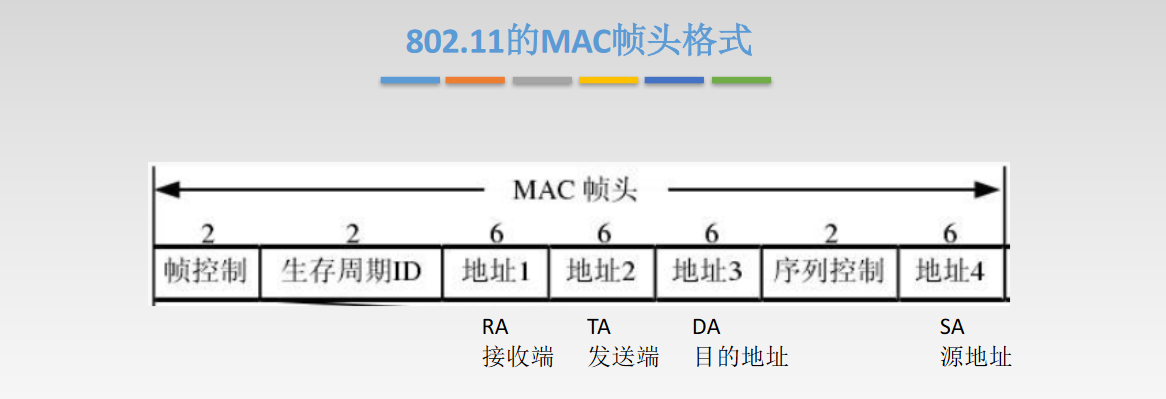 802.11的MAC帧头格式
MAC 帧头
2 2 6 6 6 2 6
帧控制 生存周期ID 地址1 地址2 地址3 序列控制 地址4
RA TA DA SA
接收端 发送端 目的地址 源地址